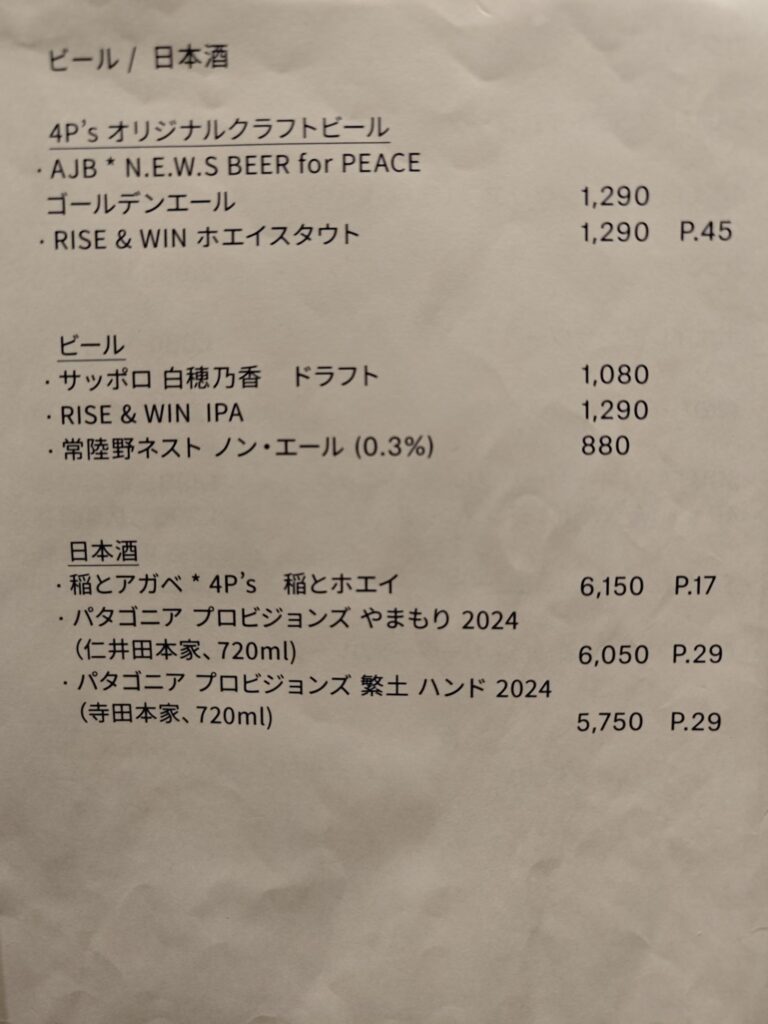 ビール / 日本酒
4P's オリジナルクラフトビール
・AJB * N.E.W.S BEER for PEACE
ゴールデンエール 1,290
・RISE & WIN ホエイスタウト 1,290 P.45
ビール
・サッポロ 白穂乃香　ドラフト 1,080
・RISE & WIN IPA 1,290
・常陸野ネスト ノン・エール (0.3%) 880
日本酒
・稲とアガベ * 4P's　稲とホエイ 6,150 P.17
・パタゴニア プロビジョンズ やまもり 2024
（仁井田本家、720ml) 6,050 P.29
・パタゴニア プロビジョンズ 繁土 ハンド 2024
（寺田本家、720ml) 5,750 P.29